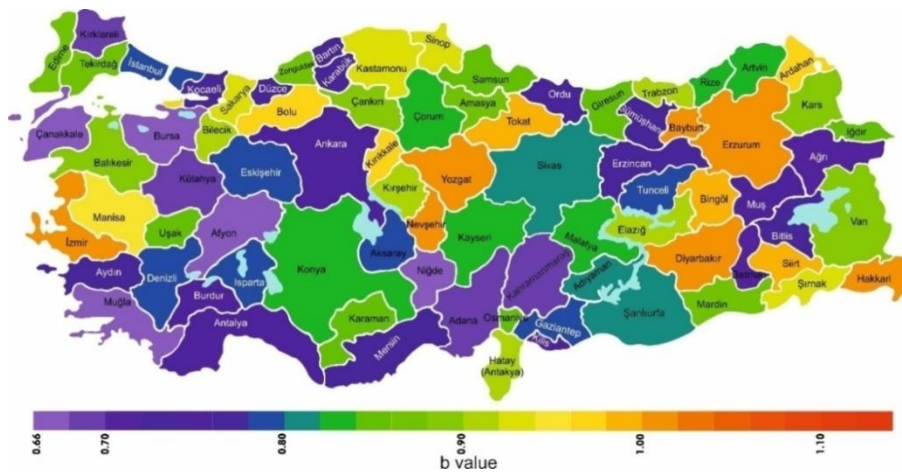 Kırklareli
Edirne
Tekirdağ
İstanbul
Kocaeli
Sakarya
Düzce
Zonguldak
Bartın
Karabük
Kastamonu
Sinop
Samsun
Ordu
Giresun
Trabzon
Rize
Artvin
Ardahan
Kars
Iğdır
Çanakkale
Bursa
Bilecik
Bolu
Çankırı
Çorum
Amasya
Tokat
Gümüşhan
Bayburt
Erzurum
Ağrı
Balıkesir
Kütahya
Eskişehir
Ankara
Kırıkkale
Kırşehir
Yozgat
Sivas
Erzincan
Tunceli
Bingöl
Muş
Bitlis
Van
Manisa
İzmir
Uşak
Afyon
Konya
Aksaray
Nevşehir
Kayseri
Malatya
Elazığ
Diyarbakır
Batman
Siirt
Şırnak
Hakkari
Aydın
Denizli
Isparta
Burdur
Muğla
Antalya
Karaman
Niğde
Mersin
Adana
Osmaniye
Kahramanmaraş
Adıyaman
Gaziantep
Kilis
Şanlıurfa
Mardin
Hatay
(Antakya)
0.66
0.70
0.80
0.90
1.00
1.10
b value